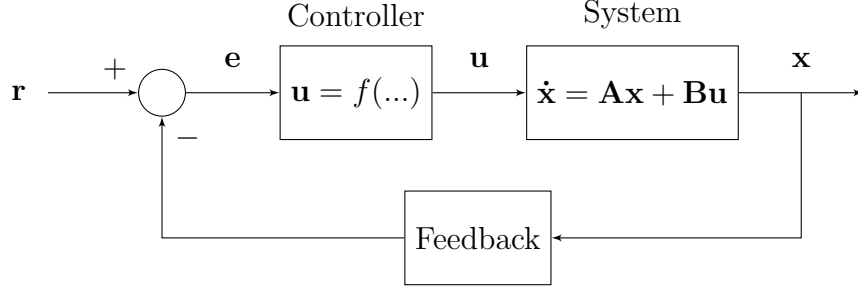 Controller
System
r
+
e
u = f(...)
u
ẋ = Ax + Bu
x
−
Feedback